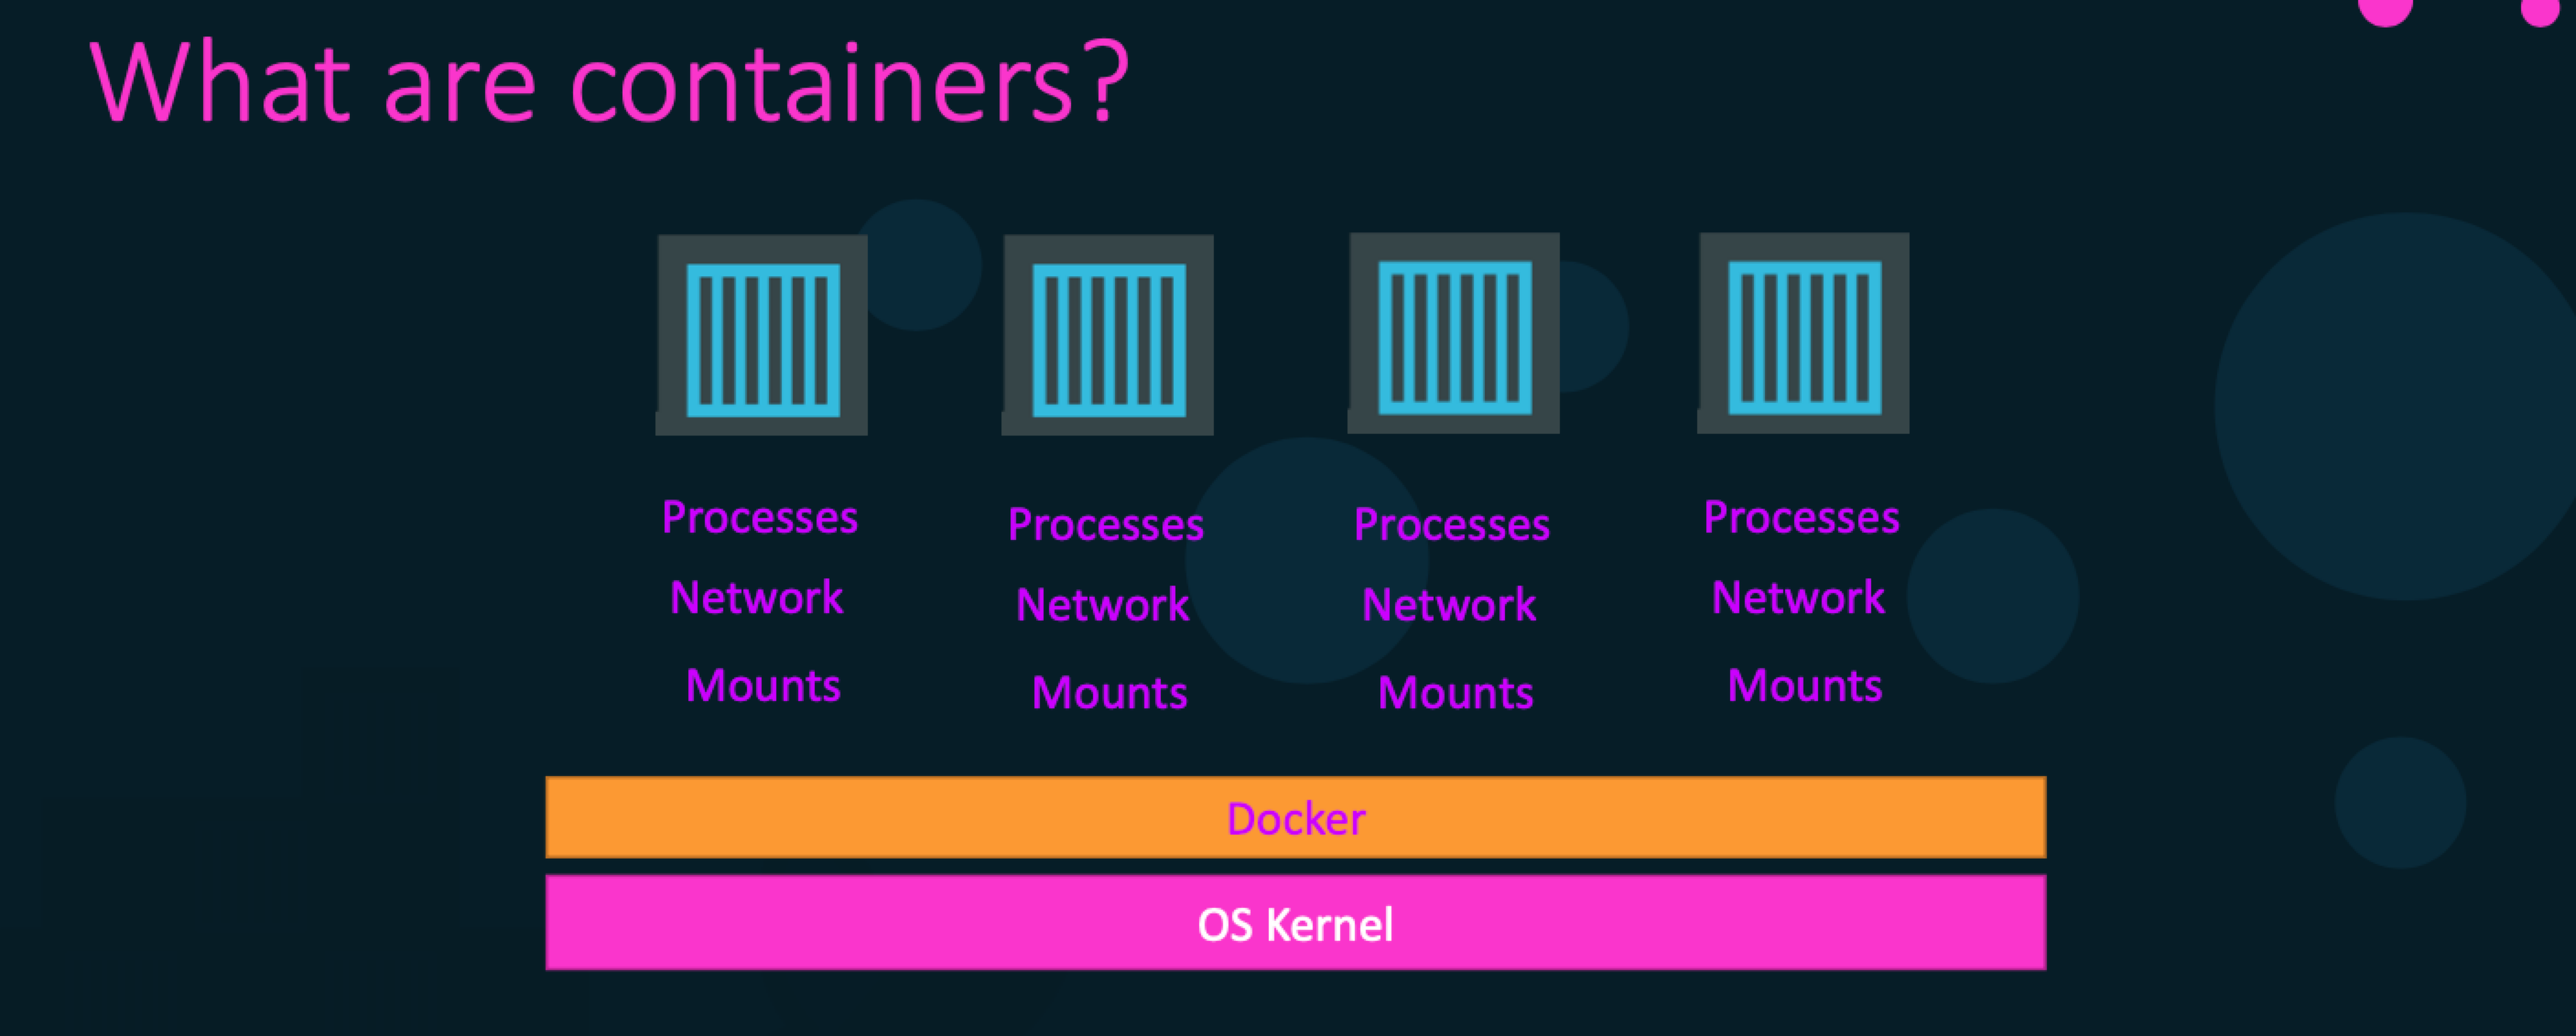 What are containers?
Processes Processes Processes Processes
Network Network Network Network
Mounts Mounts Mounts Mounts
Docker
OS Kernel